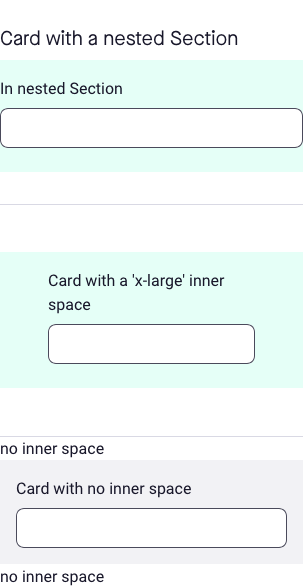 Card with a nested Section
In nested Section
Card with a 'x-large' inner
space
no inner space
Card with no inner space
no inner space